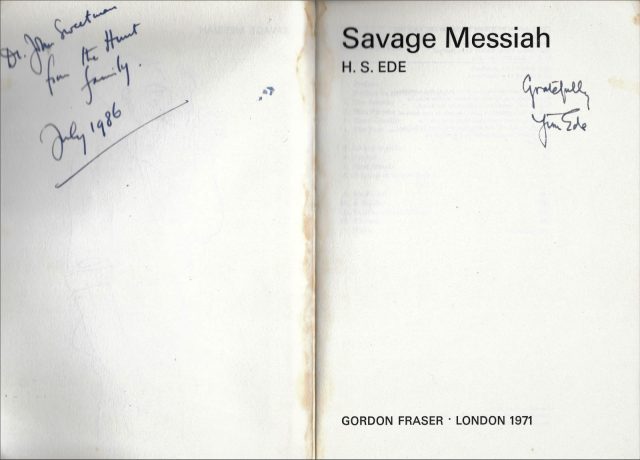 Dr. John Sweetman
from the Hunt
family.
July 1986
Savage Messiah
H. S. EDE
Gratefully
Jim Ede
GORDON FRASER · LONDON 1971